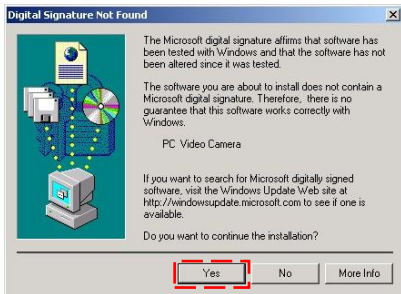 Digital Signature Not Found
The Microsoft digital signature affirms that software has
been tested with Windows and that the software has not
been altered since it was tested.
The software you are about to install does not contain a
Microsoft digital signature. Therefore, there is no
guarantee that this software works correctly with
Windows.
PC Video Camera
If you want to search for Microsoft digitally signed
software, visit the Windows Update Web site at
http://windowsupdate.microsoft.com to see if one is
available.
Do you want to continue the installation?
Yes No More Info